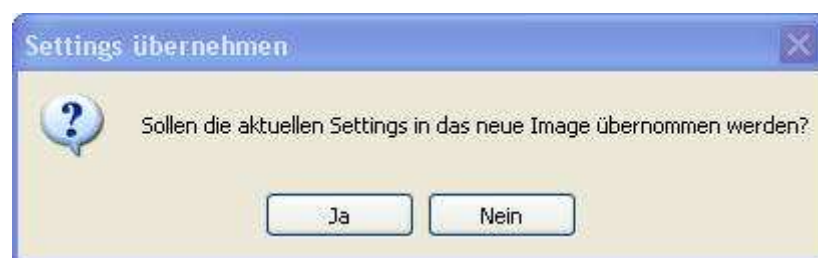 Settings übernehmen
Sollen die aktuellen Settings in das neue Image übernommen werden?
Ja
Nein